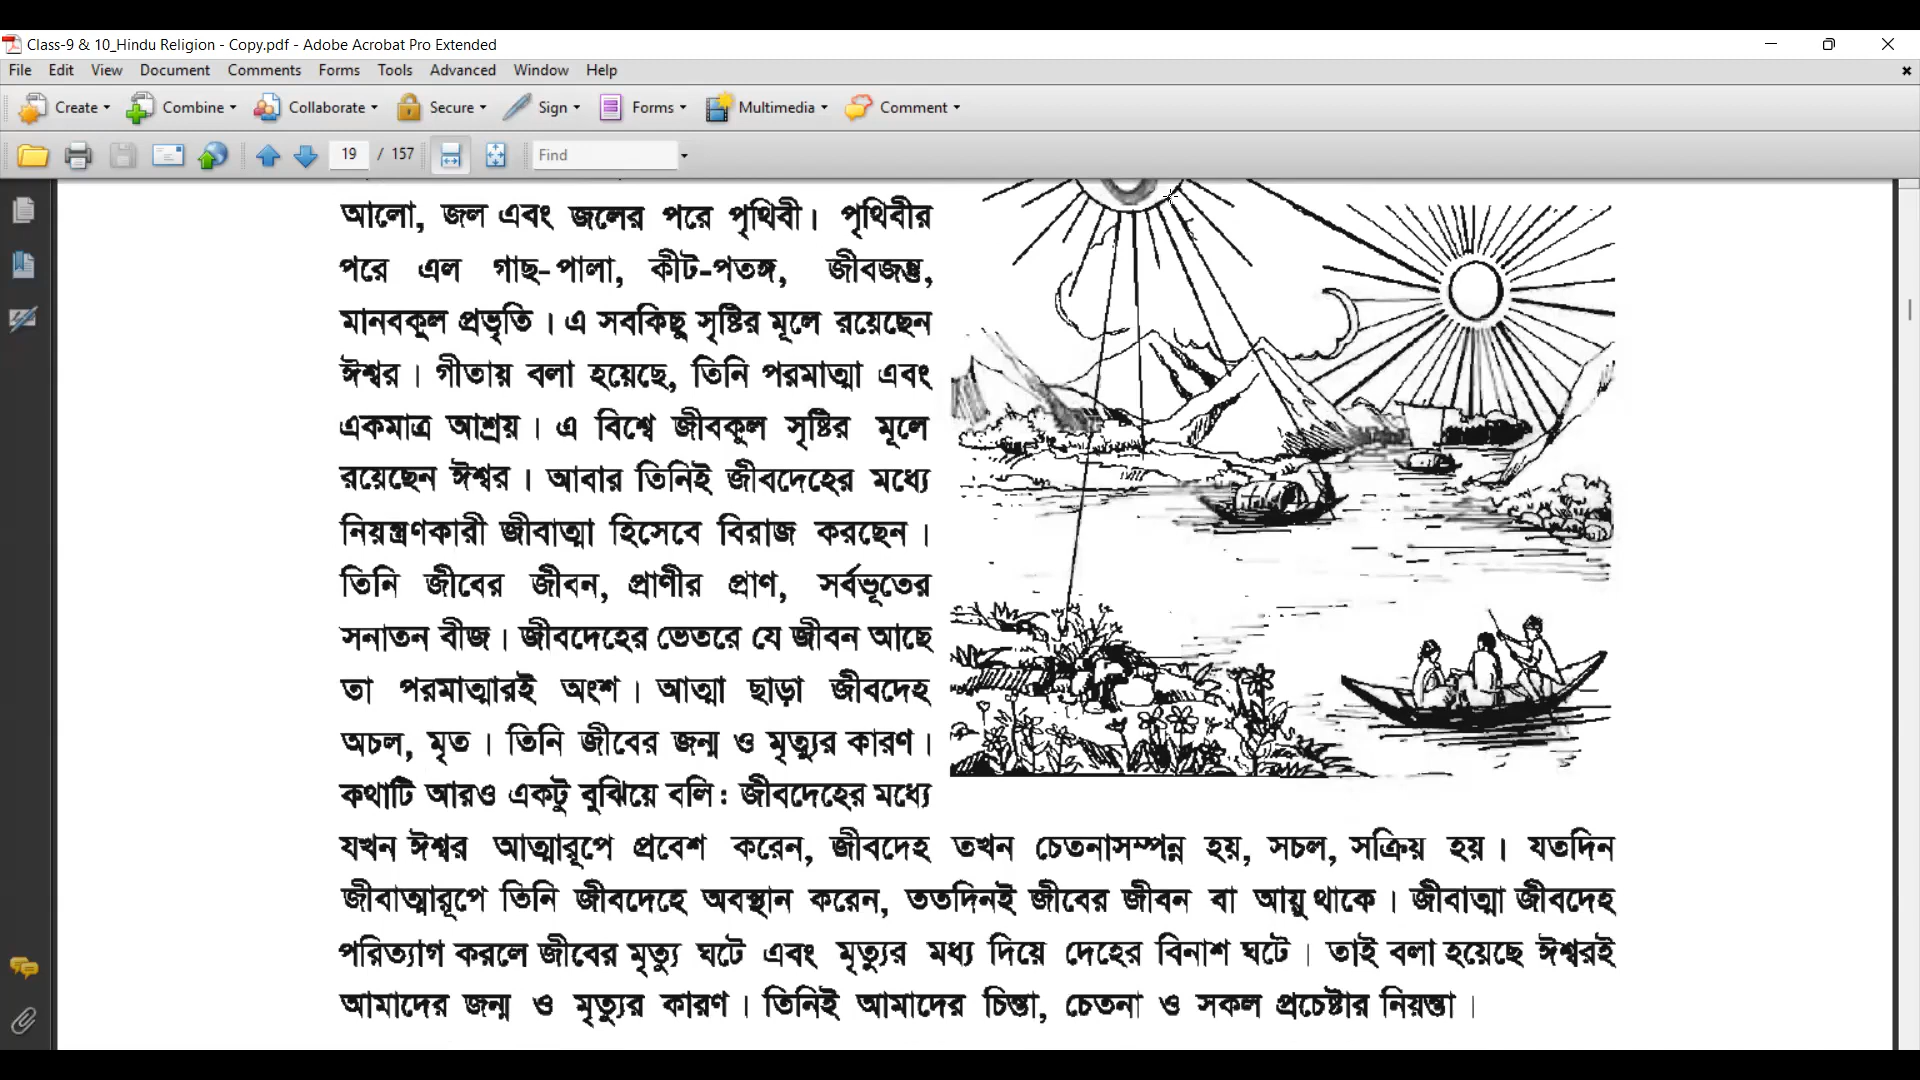 Class-9 & 10_Hindu Religion - Copy.pdf - Adobe Acrobat Pro Extended
File Edit View Document Comments Forms Tools Advanced Window Help
Create Combine Collaborate Secure Sign Forms Multimedia Comment
19 / 157 Find
আলো, জল এবং জলের পরে পৃথিবী। পৃথিবীর
পরে এল গাছ-পালা, কীট-পতঙ্গ, জীবজন্তু,
মানবকুল প্রভৃতি। এ সবকিছু সৃষ্টির মূলে রয়েছেন
ঈশ্বর। গীতায় বলা হয়েছে, তিনি পরমাত্মা এবং
একমাত্র আশ্রয়। এ বিশ্বে জীবকুল সৃষ্টির মূলে
রয়েছেন ঈশ্বর। আবার তিনিই জীবদেহের মধ্যে
নিয়ন্ত্রণকারী জীবাত্মা হিসেবে বিরাজ করছেন।
তিনি জীবের জীবন, প্রাণীর প্রাণ, সর্বভূতের
সনাতন বীজ। জীবদেহের ভেতরে যে জীবন আছে
তা পরমাত্মারই অংশ। আত্মা ছাড়া জীবদেহ
অচল, মৃত। তিনি জীবের জন্ম ও মৃত্যুর কারণ।
কথাটি আরও একটু বুঝিয়ে বলি: জীবদেহের মধ্যে
যখন ঈশ্বর আত্মারূপে প্রবেশ করেন, জীবদেহ তখন চেতনাসম্পন্ন হয়, সচল, সক্রিয় হয়। যতদিন
জীবাত্মারূপে তিনি জীবদেহে অবস্থান করেন, ততদিনই জীবের জীবন বা আয়ু থাকে। জীবাত্মা জীবদেহ
পরিত্যাগ করলে জীবের মৃত্যু ঘটে এবং মৃত্যুর মধ্য দিয়ে দেহের বিনাশ ঘটে। তাই বলা হয়েছে ঈশ্বরই
আমাদের জন্ম ও মৃত্যুর কারণ। তিনিই আমাদের চিন্তা, চেতনা ও সকল প্রচেষ্টার নিয়ন্তা।